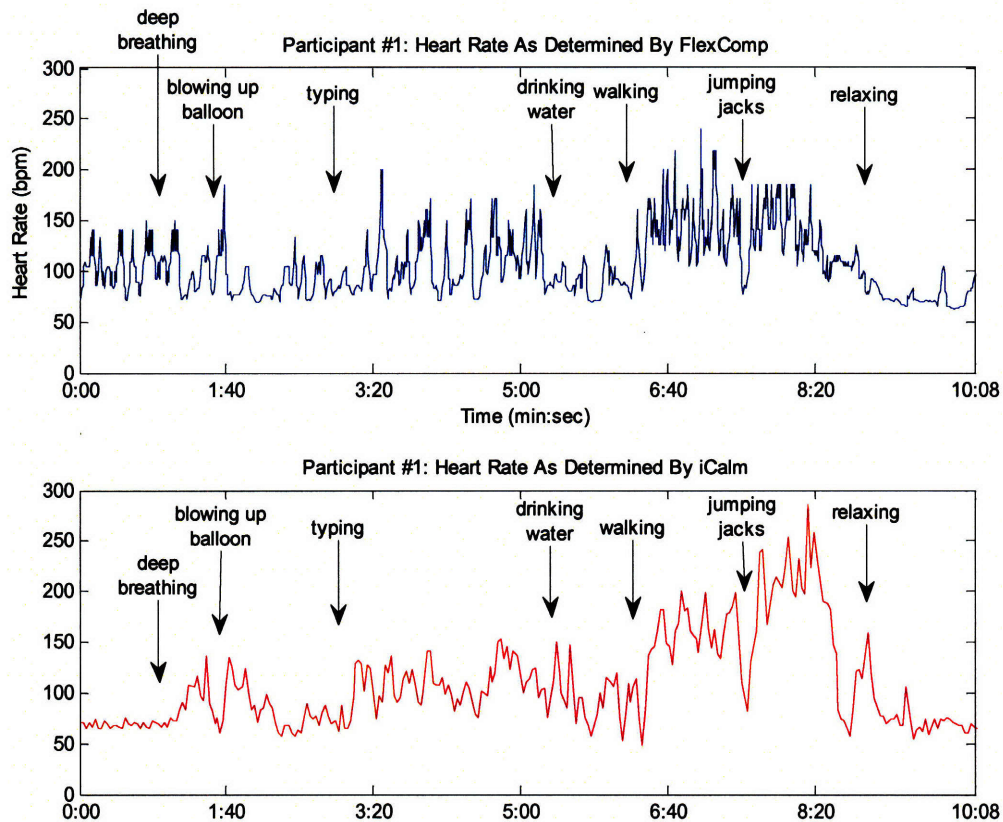 deep
breathing
Participant #1: Heart Rate As Determined By FlexComp
300
250
200
150
100
50
0
Heart Rate (bpm)
blowing up
balloon
typing
drinking
water
walking
jumping
jacks
relaxing
0:00 1:40 3:20 5:00 6:40 8:20 10:08
Time (min:sec)
Participant #1: Heart Rate As Determined By iCalm
300
250
200
150
100
50
0
deep
breathing
blowing up
balloon
typing
drinking
water
walking
jumping
jacks
relaxing
0:00 1:40 3:20 5:00 6:40 8:20 10:08